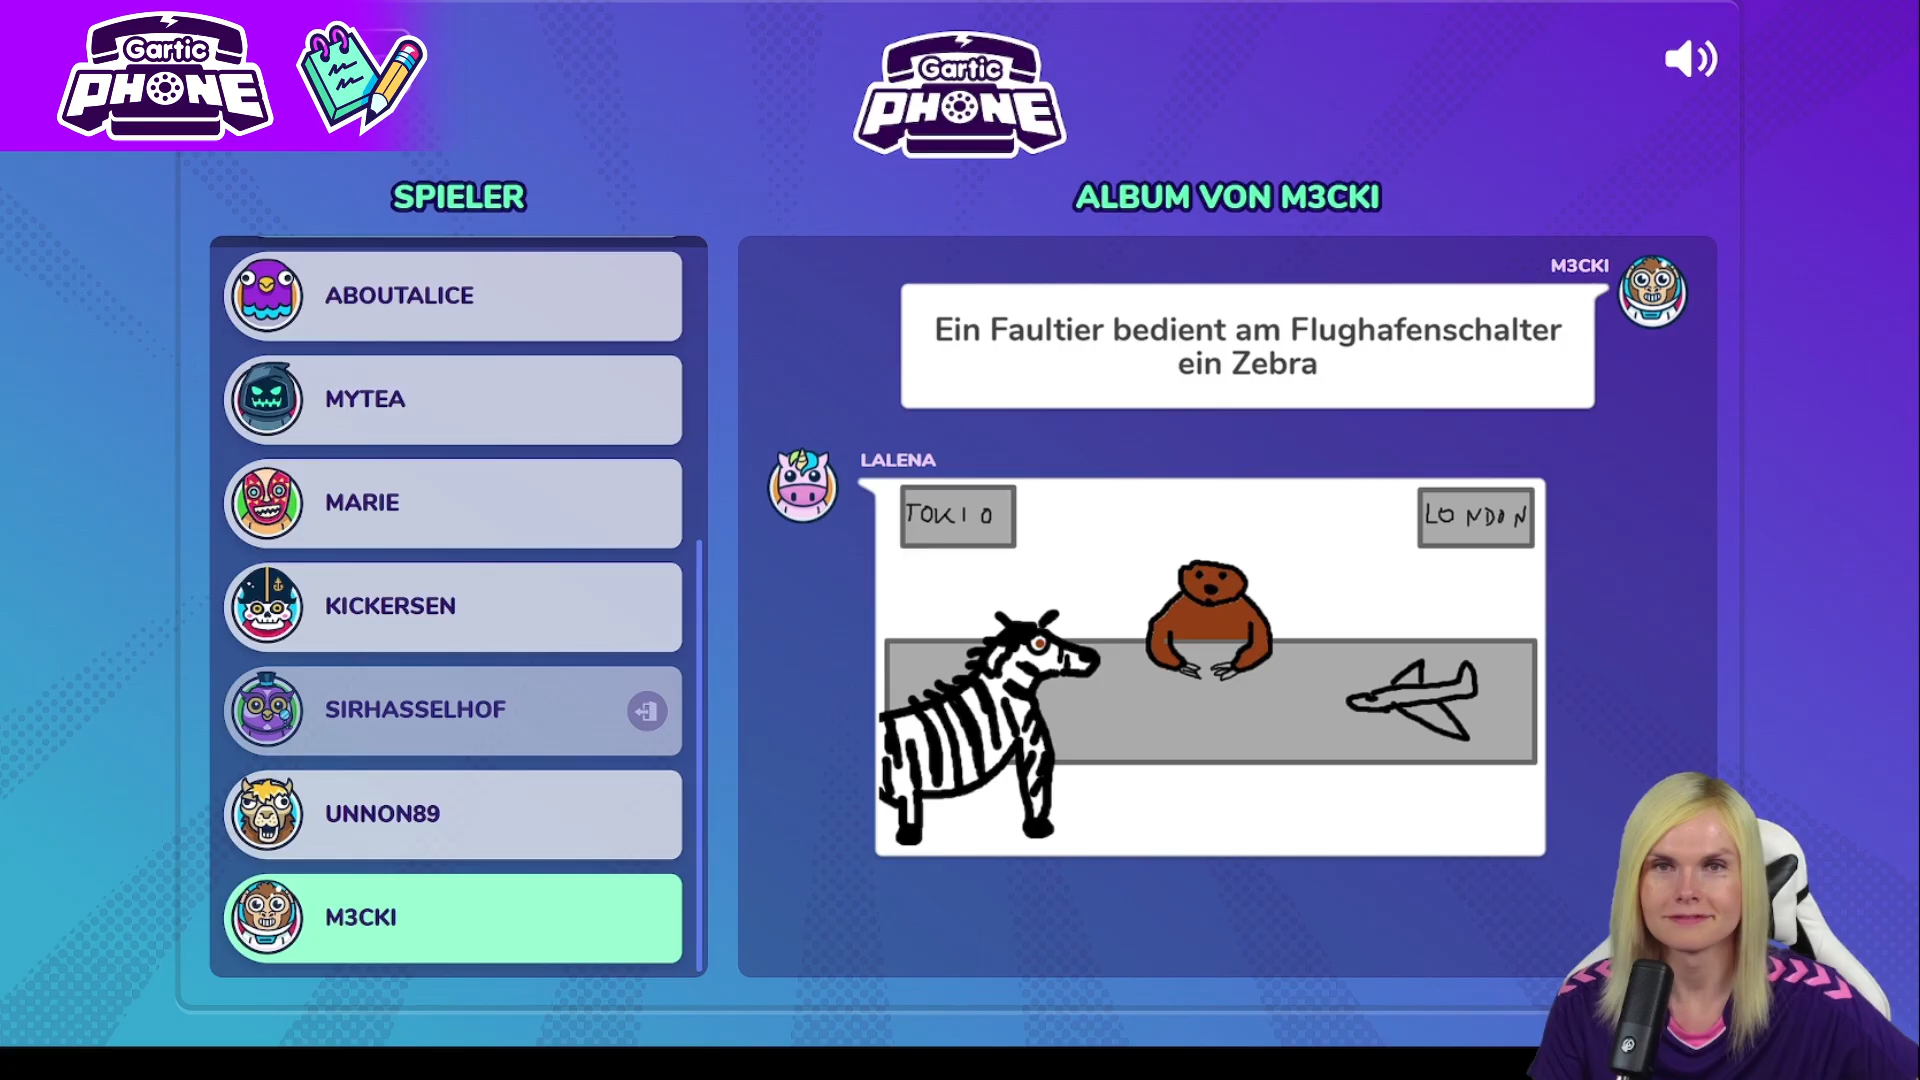 Gartic
PHONE
Gartic
PHONE
SPIELER
ABOUTALICE
MYTEA
MARIE
KICKERSEN
SIRHASSELHOF
UNNON89
M3CKI
ALBUM VON M3CKI
M3CKI
Ein Faultier bedient am Flughafenschalter
ein Zebra
LALENA
TOKIO
LONDON